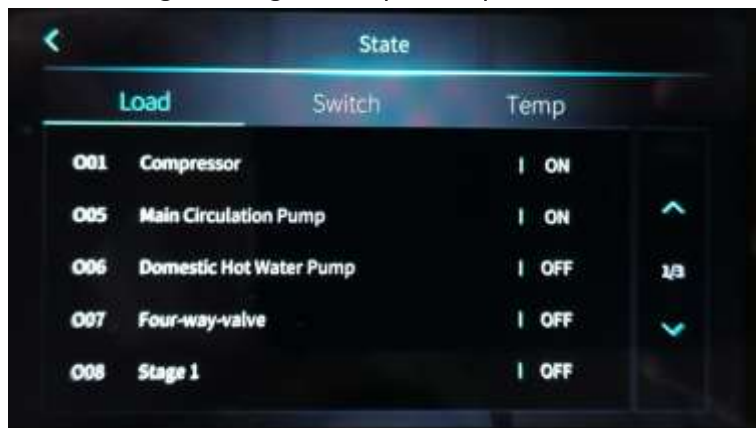 State
Load Switch Temp
O01 Compressor | ON
O05 Main Circulation Pump | ON
O06 Domestic Hot Water Pump | OFF
1/3
O07 Four-way-valve | OFF
O08 Stage 1 | OFF